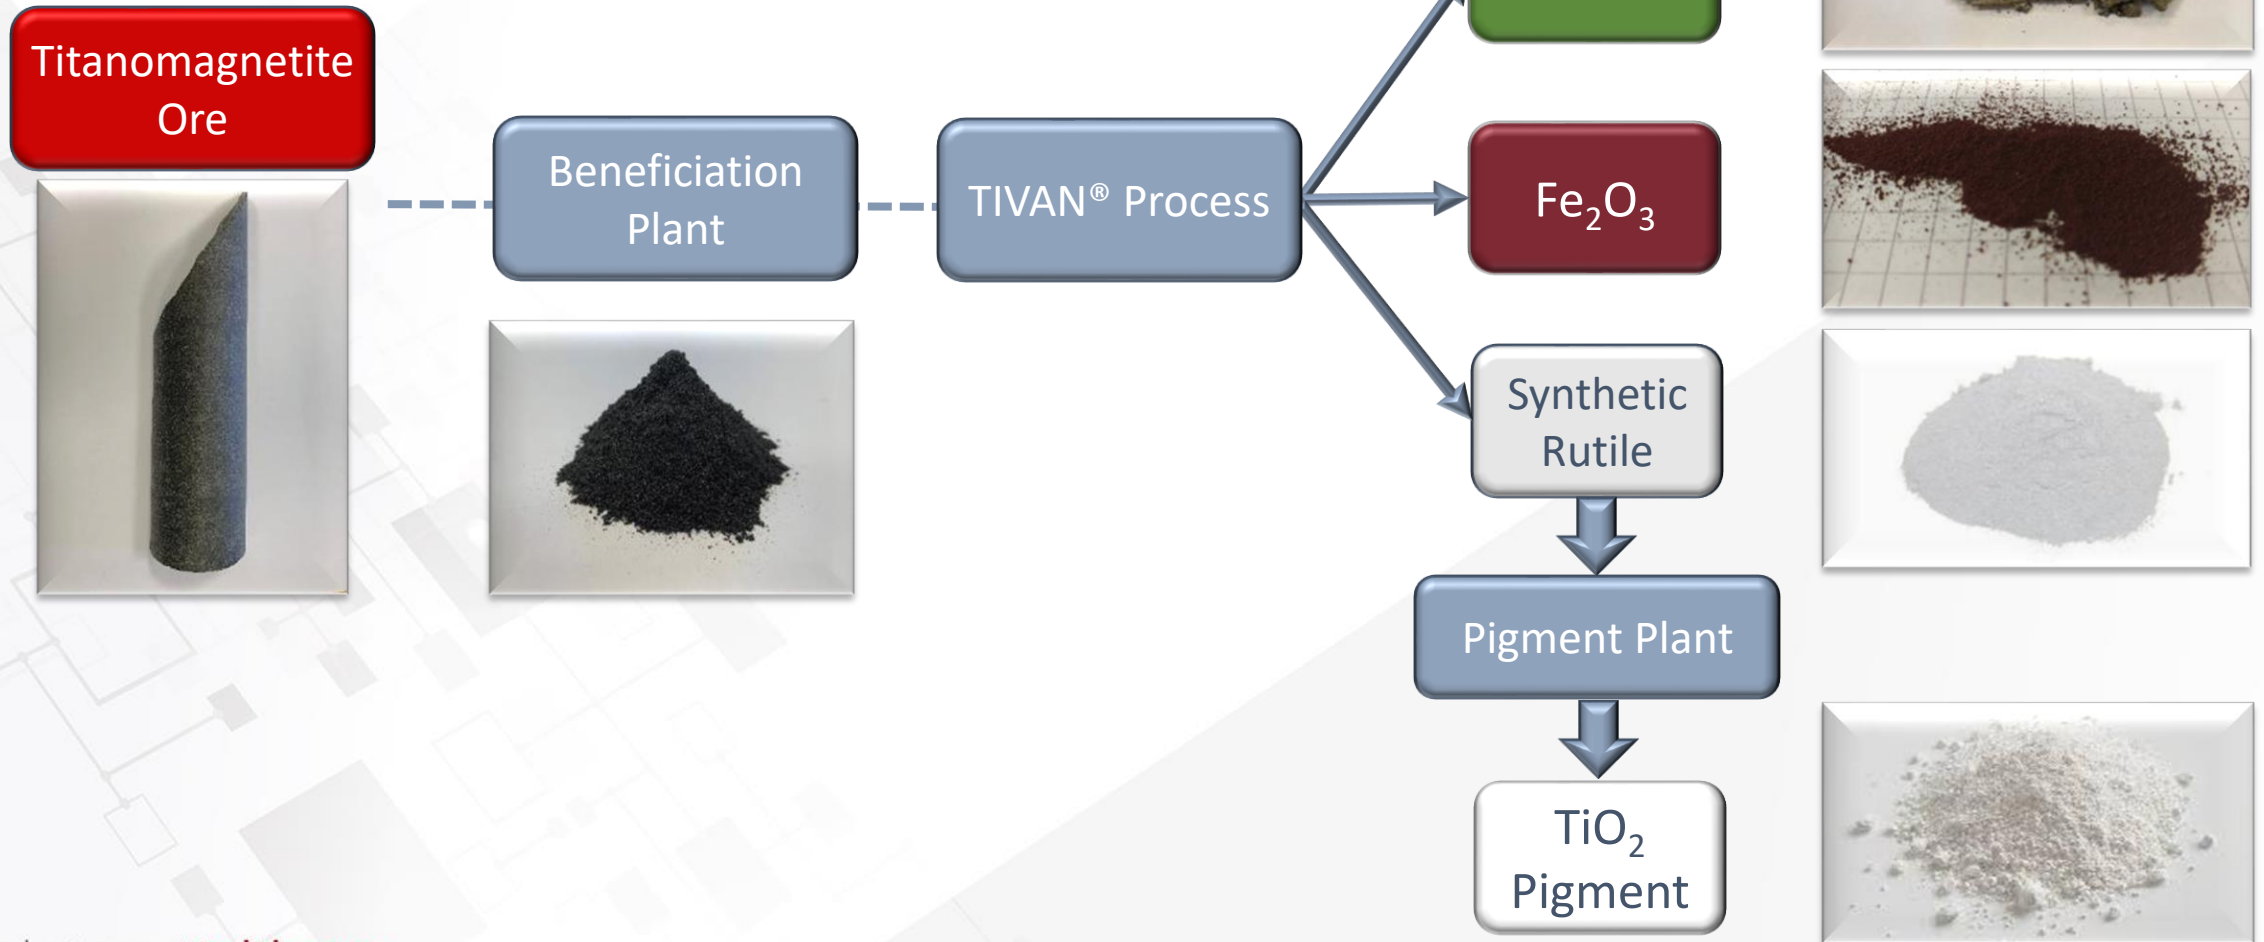 Titanomagnetite
Ore
Beneficiation
Plant
TIVAN® Process
Fe₂O₃
Synthetic
Rutile
Pigment Plant
TiO₂
Pigment